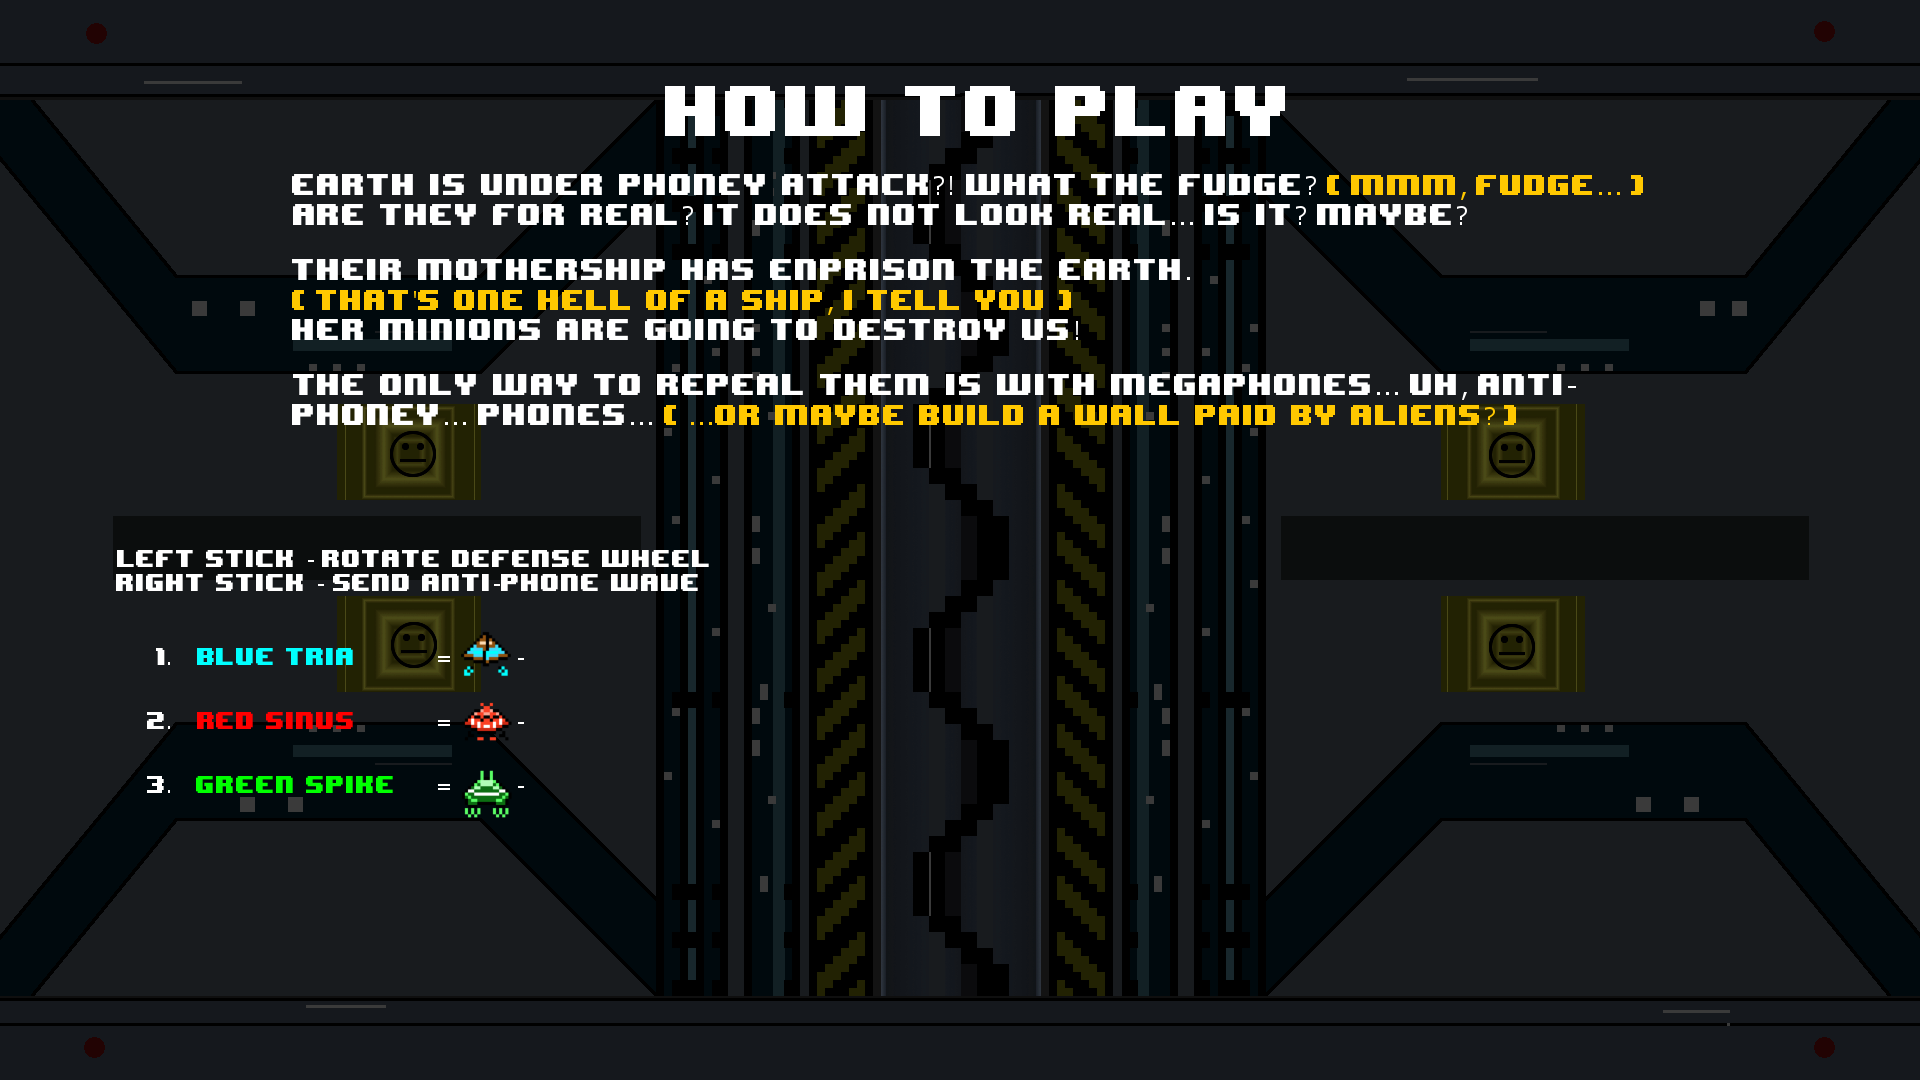 HOW TO PLAY
EARTH IS UNDER PHONEY ATTACK?! WHAT THE FUDGE? ( MMM, FUDGE... )
ARE THEY FOR REAL? IT DOES NOT LOOK REAL... IS IT? MAYBE?
THEIR MOTHERSHIP HAS ENPRISON THE EARTH.
( THAT'S ONE HELL OF A SHIP, I TELL YOU )
HER MINIONS ARE GOING TO DESTROY US!
THE ONLY WAY TO REPEAL THEM IS WITH MEGAPHONES... UH, ANTI-
PHONEY... PHONES... ( ...OR MAYBE BUILD A WALL PAID BY ALIENS? )
LEFT STICK - ROTATE DEFENSE WHEEL
RIGHT STICK - SEND ANTI-PHONE WAVE
1. BLUE TRIA = -
2. RED SINUS = -
3. GREEN SPIKE = -